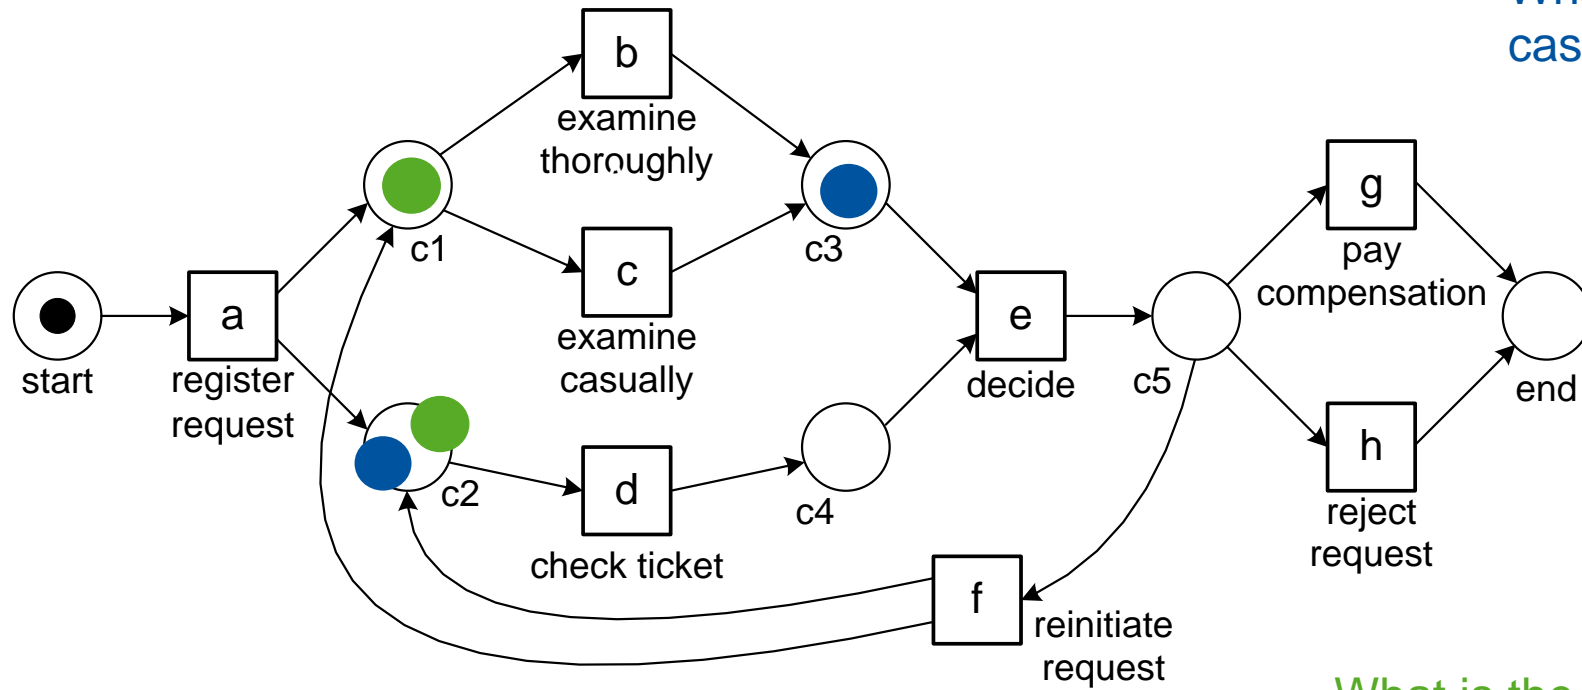 cas
b
examine
thoroughly
c1
c
examine
casually
c3
start
a
register
request
c2
d
check ticket
c4
e
decide
c5
g
pay
compensation
h
reject
request
end
f
reinitiate
request